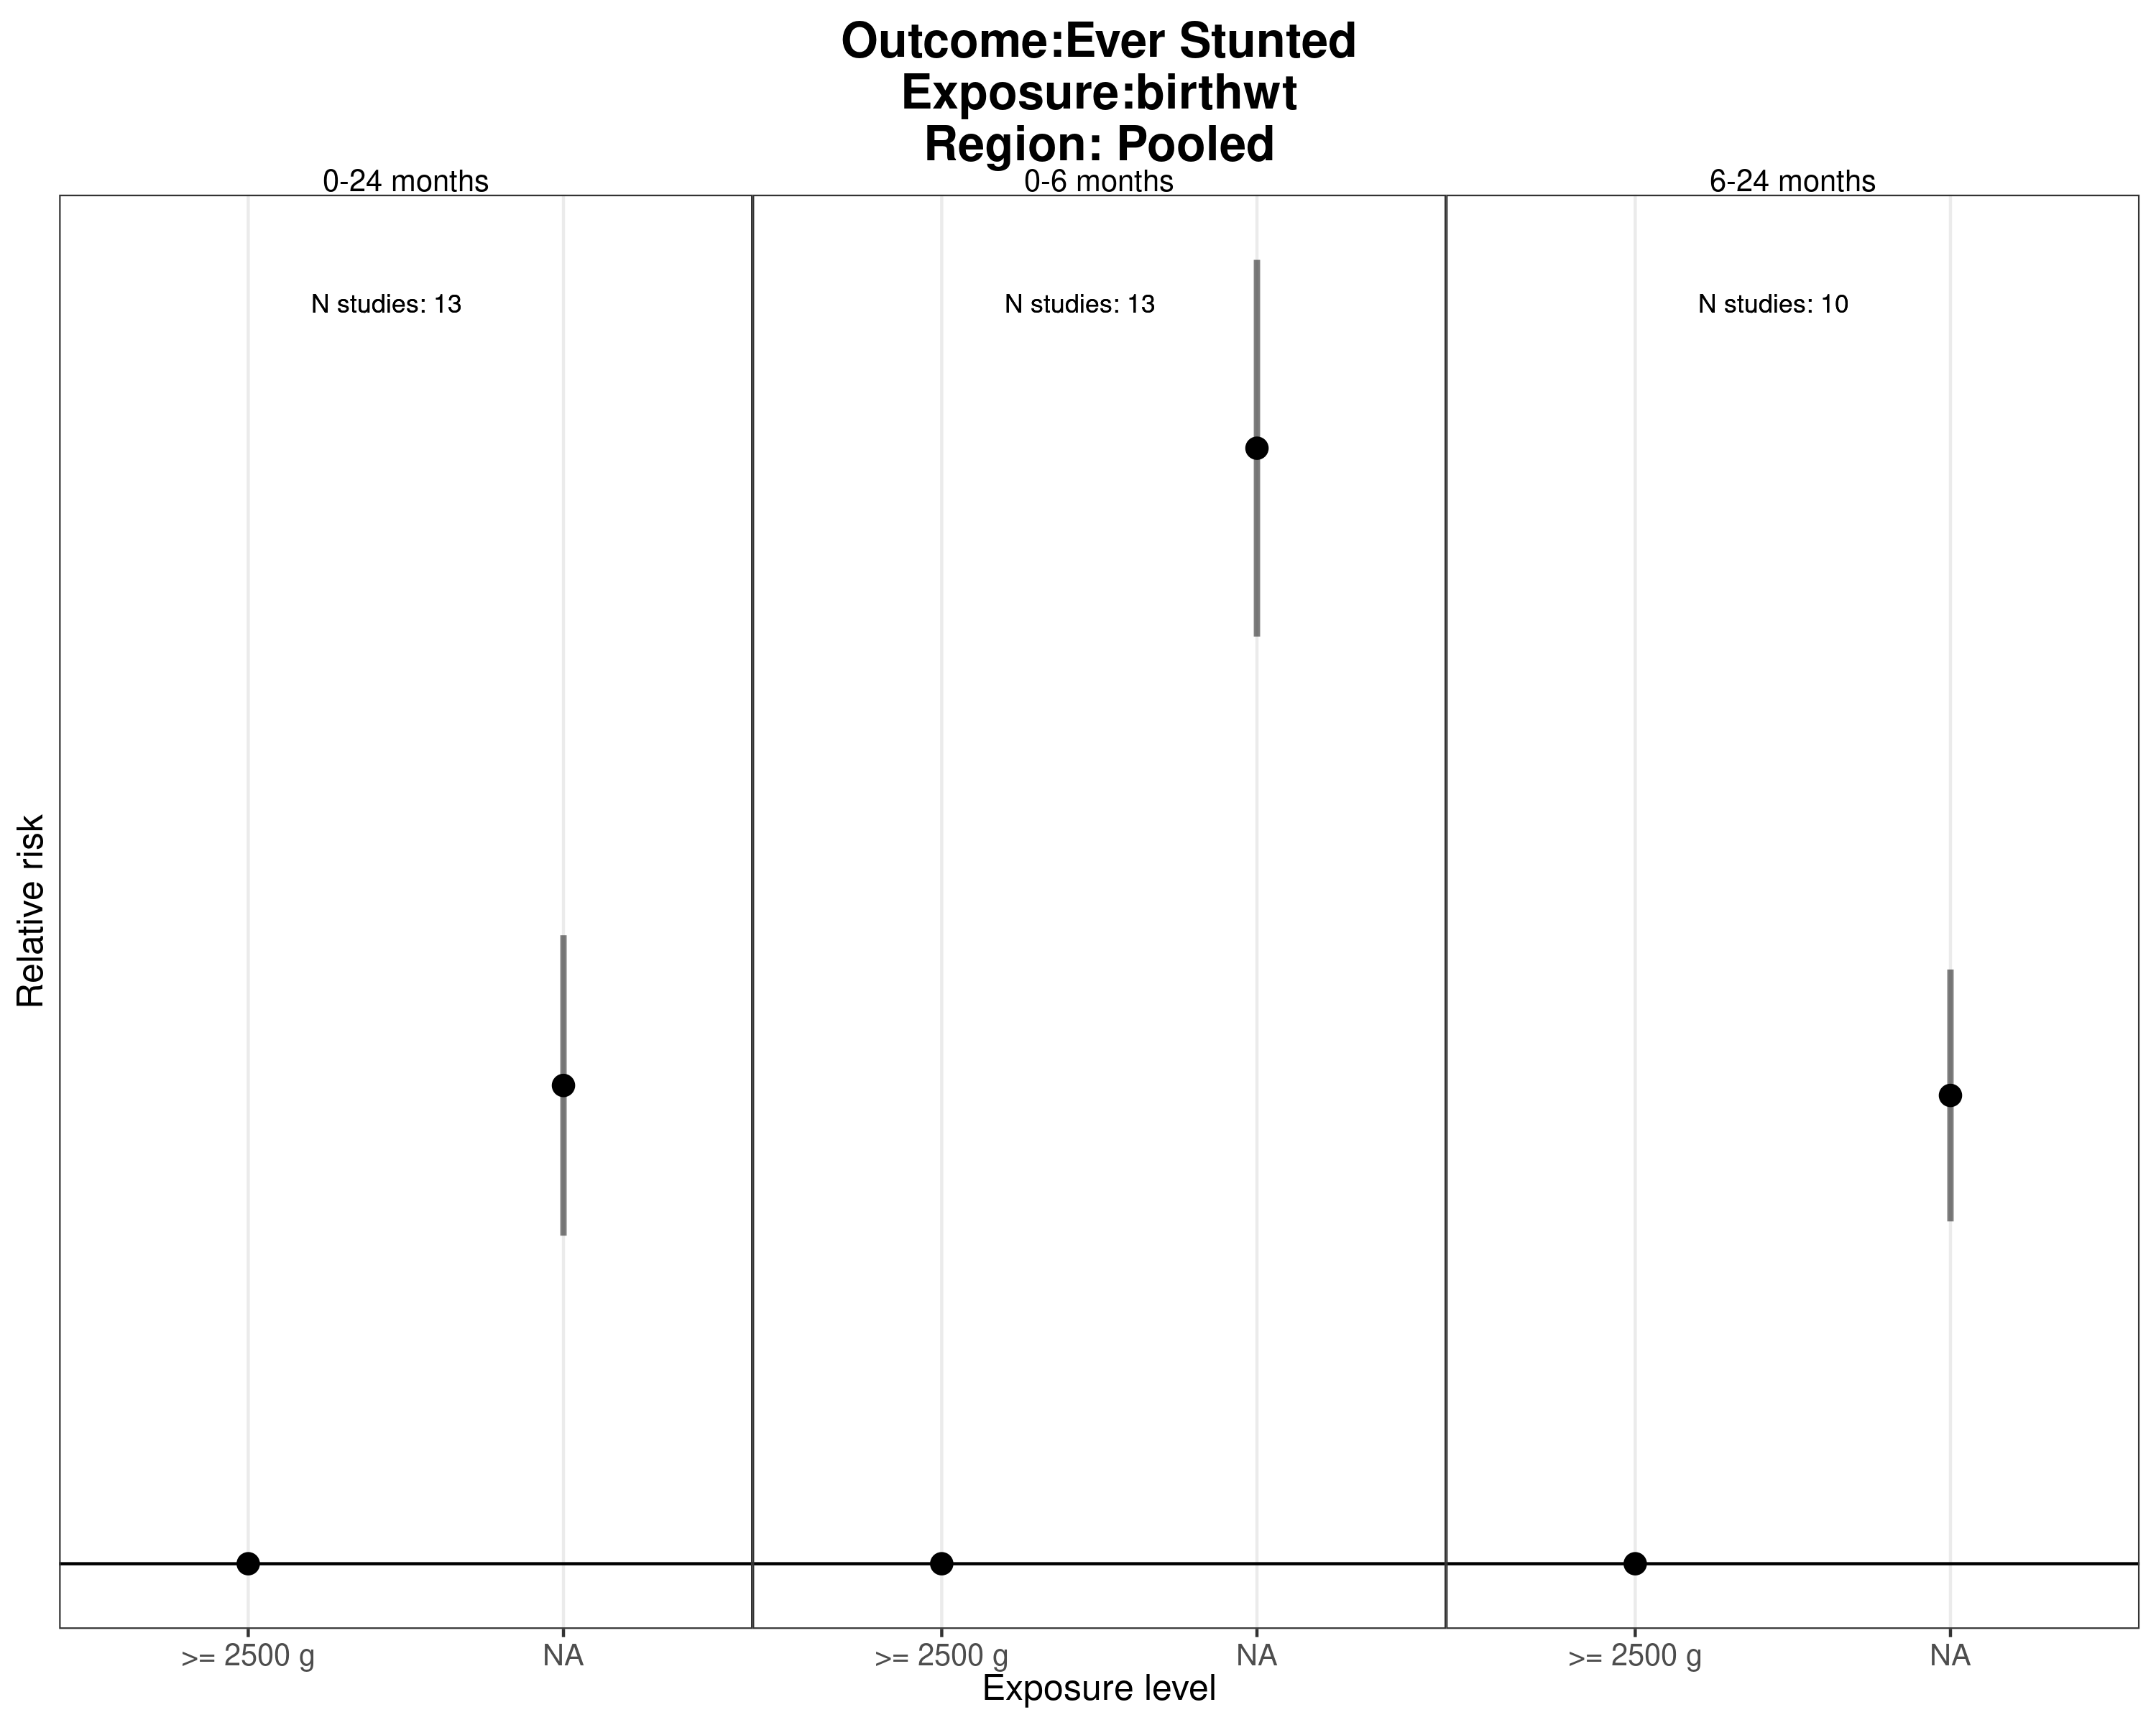 Outcome:Ever Stunted
Exposure:birthwt
Region: Pooled
0-24 months
0-6 months
6-24 months
N studies: 13
N studies: 13
N studies: 10
Relative risk
>= 2500 g
NA
>= 2500 g
NA
>= 2500 g
NA
Exposure level